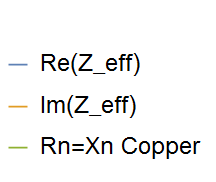 Re(Z_eff)
Im(Z_eff)
Rn=Xn Copper